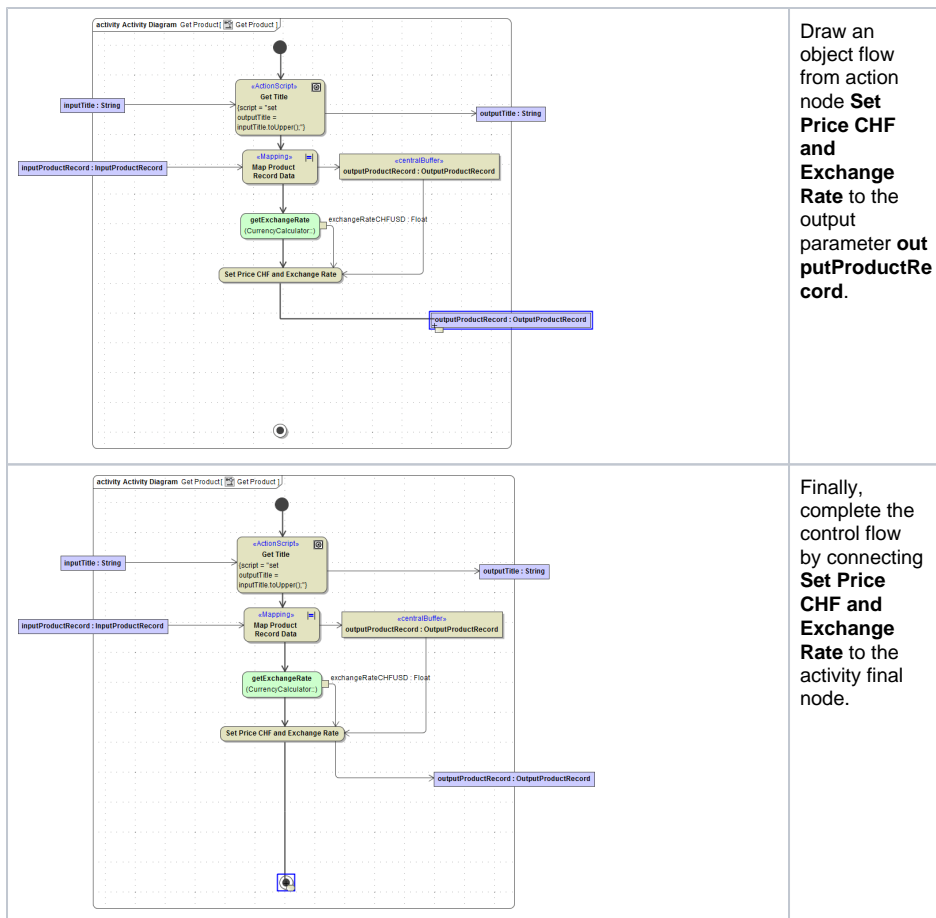 activity Activity Diagram Get Product[ Get Product ]
«ActionScript»
Get Title
{script = "set
outputTitle =
inputTitle.toUpper();"}
inputTitle : String
outputTitle : String
«Mapping»
Map Product
Record Data
inputProductRecord : InputProductRecord
«centralBuffer»
outputProductRecord : OutputProductRecord
getExchangeRate
(CurrencyCalculator::)
exchangeRateCHFUSD : Float
Set Price CHF and Exchange Rate
outputProductRecord : OutputProductRecord
Draw an
object flow
from action
node Set
Price CHF
and
Exchange
Rate to the
output
parameter out
putProductRe
cord.
activity Activity Diagram Get Product[ Get Product ]
«ActionScript»
Get Title
{script = "set
outputTitle =
inputTitle.toUpper();"}
inputTitle : String
outputTitle : String
«Mapping»
Map Product
Record Data
inputProductRecord : InputProductRecord
«centralBuffer»
outputProductRecord : OutputProductRecord
getExchangeRate
(CurrencyCalculator::)
exchangeRateCHFUSD : Float
Set Price CHF and Exchange Rate
outputProductRecord : OutputProductRecord
Finally,
complete the
control flow
by connecting
Set Price
CHF and
Exchange
Rate to the
activity final
node.